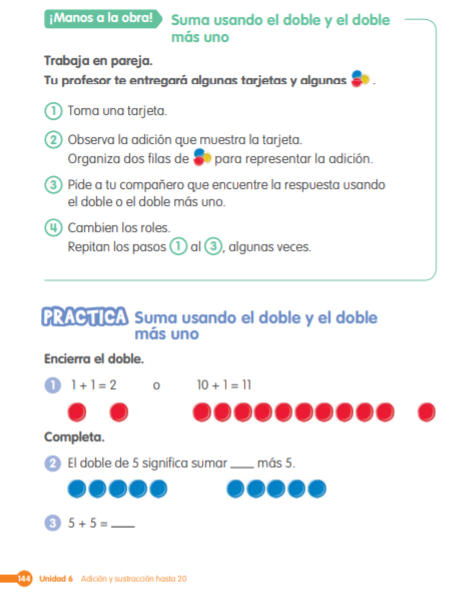 ¡Manos a la obra!
Suma usando el doble y el doble
más uno
Trabaja en pareja.
Tu profesor te entregará algunas tarjetas y algunas .
1 Toma una tarjeta.
2 Observa la adición que muestra la tarjeta.
Organiza dos filas de para representar la adición.
3 Pide a tu compañero que encuentre la respuesta usando
el doble o el doble más uno.
4 Cambien los roles.
Repitan los pasos 1 al 3, algunas veces.
PRACTICA Suma usando el doble y el doble
más uno
Encierra el doble.
1 1 + 1 = 2 o 10 + 1 = 11
Completa.
2 El doble de 5 significa sumar ____ más 5.
3 5 + 5 = ____
144 Unidad 6 Adición y sustracción hasta 20